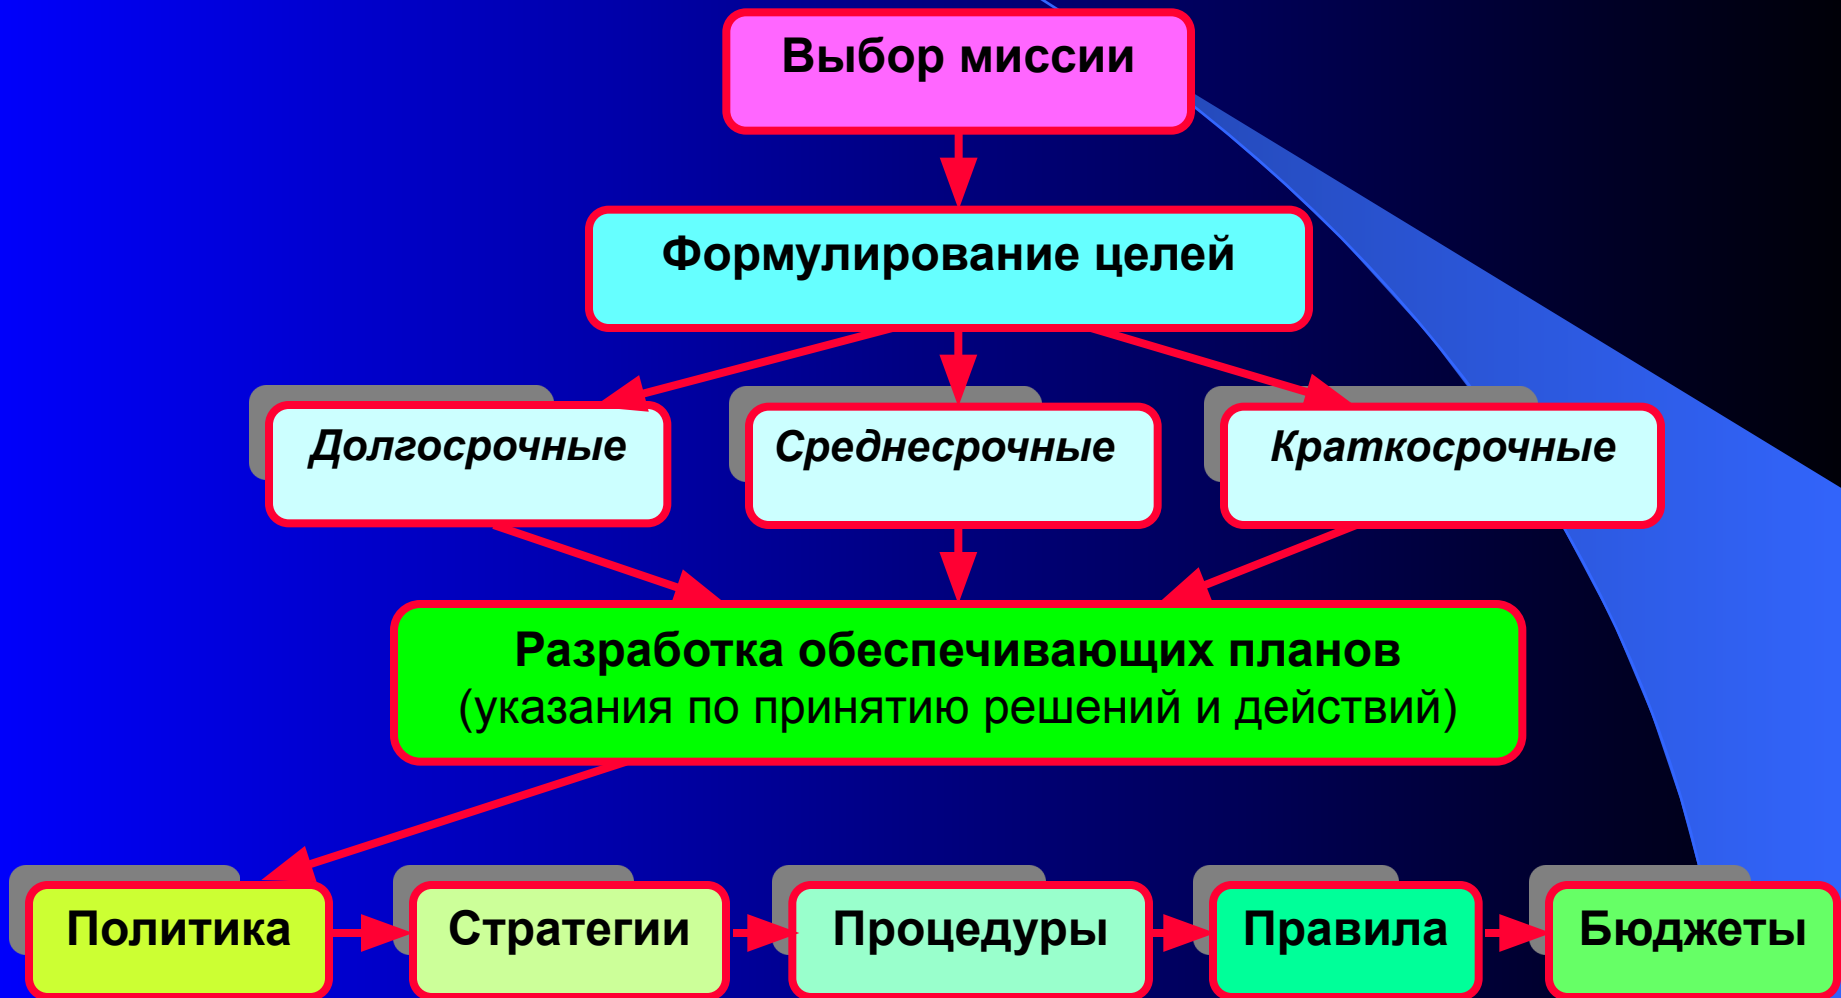 Выбор миссии
Формулирование целей
Долгосрочные
Среднесрочные
Краткосрочные
Разработка обеспечивающих планов
(указания по принятию решений и действий)
Политика
Стратегии
Процедуры
Правила
Бюджеты